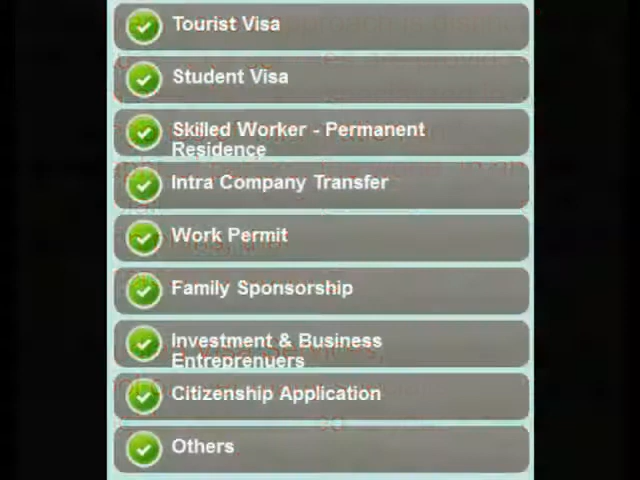 Tourist Visa
Student Visa
Skilled Worker - Permanent
Residence
Intra Company Transfer
Work Permit
Family Sponsorship
Investment & Business
Entreprenuers
Citizenship Application
Others